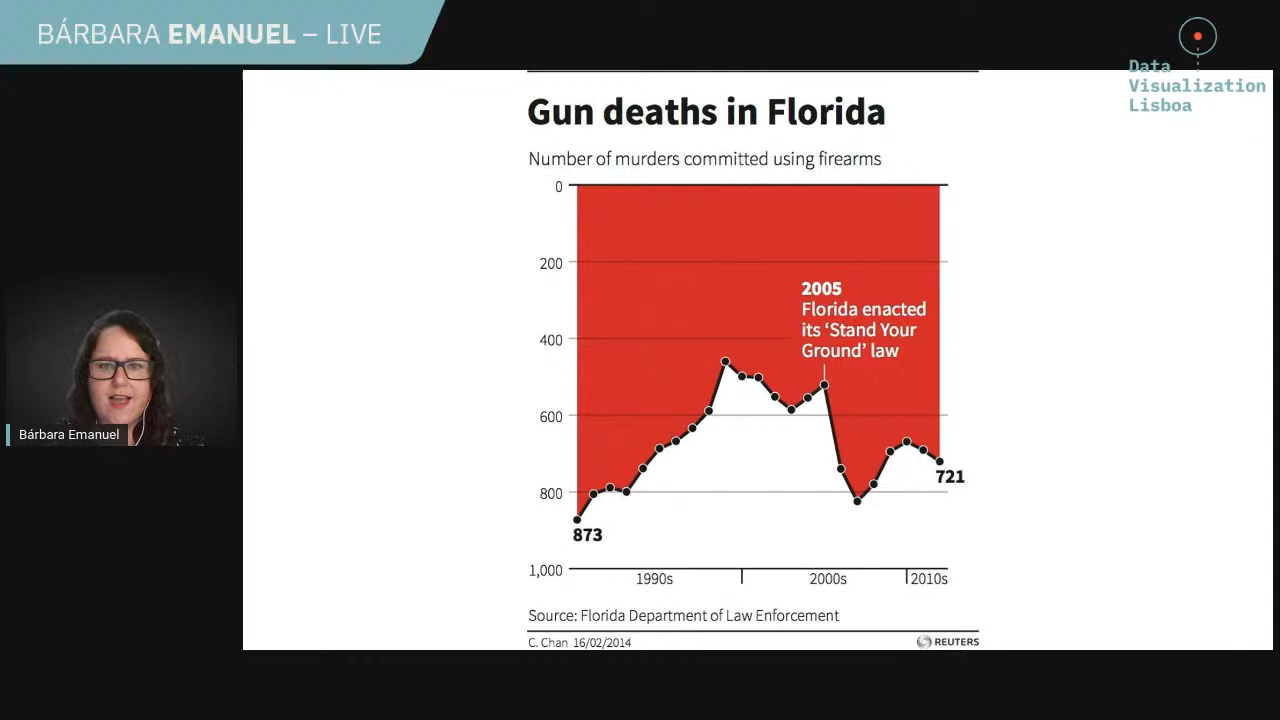 BÁRBARA EMANUEL – LIVE
Data
Visualization
Lisboa
Gun deaths in Florida
Number of murders committed using firearms
0
200
400
600
800
1,000
2005
Florida enacted
its ‘Stand Your
Ground’ law
873
721
1990s
2000s
2010s
Source: Florida Department of Law Enforcement
C. Chan 16/02/2014
REUTERS
Bárbara Emanuel